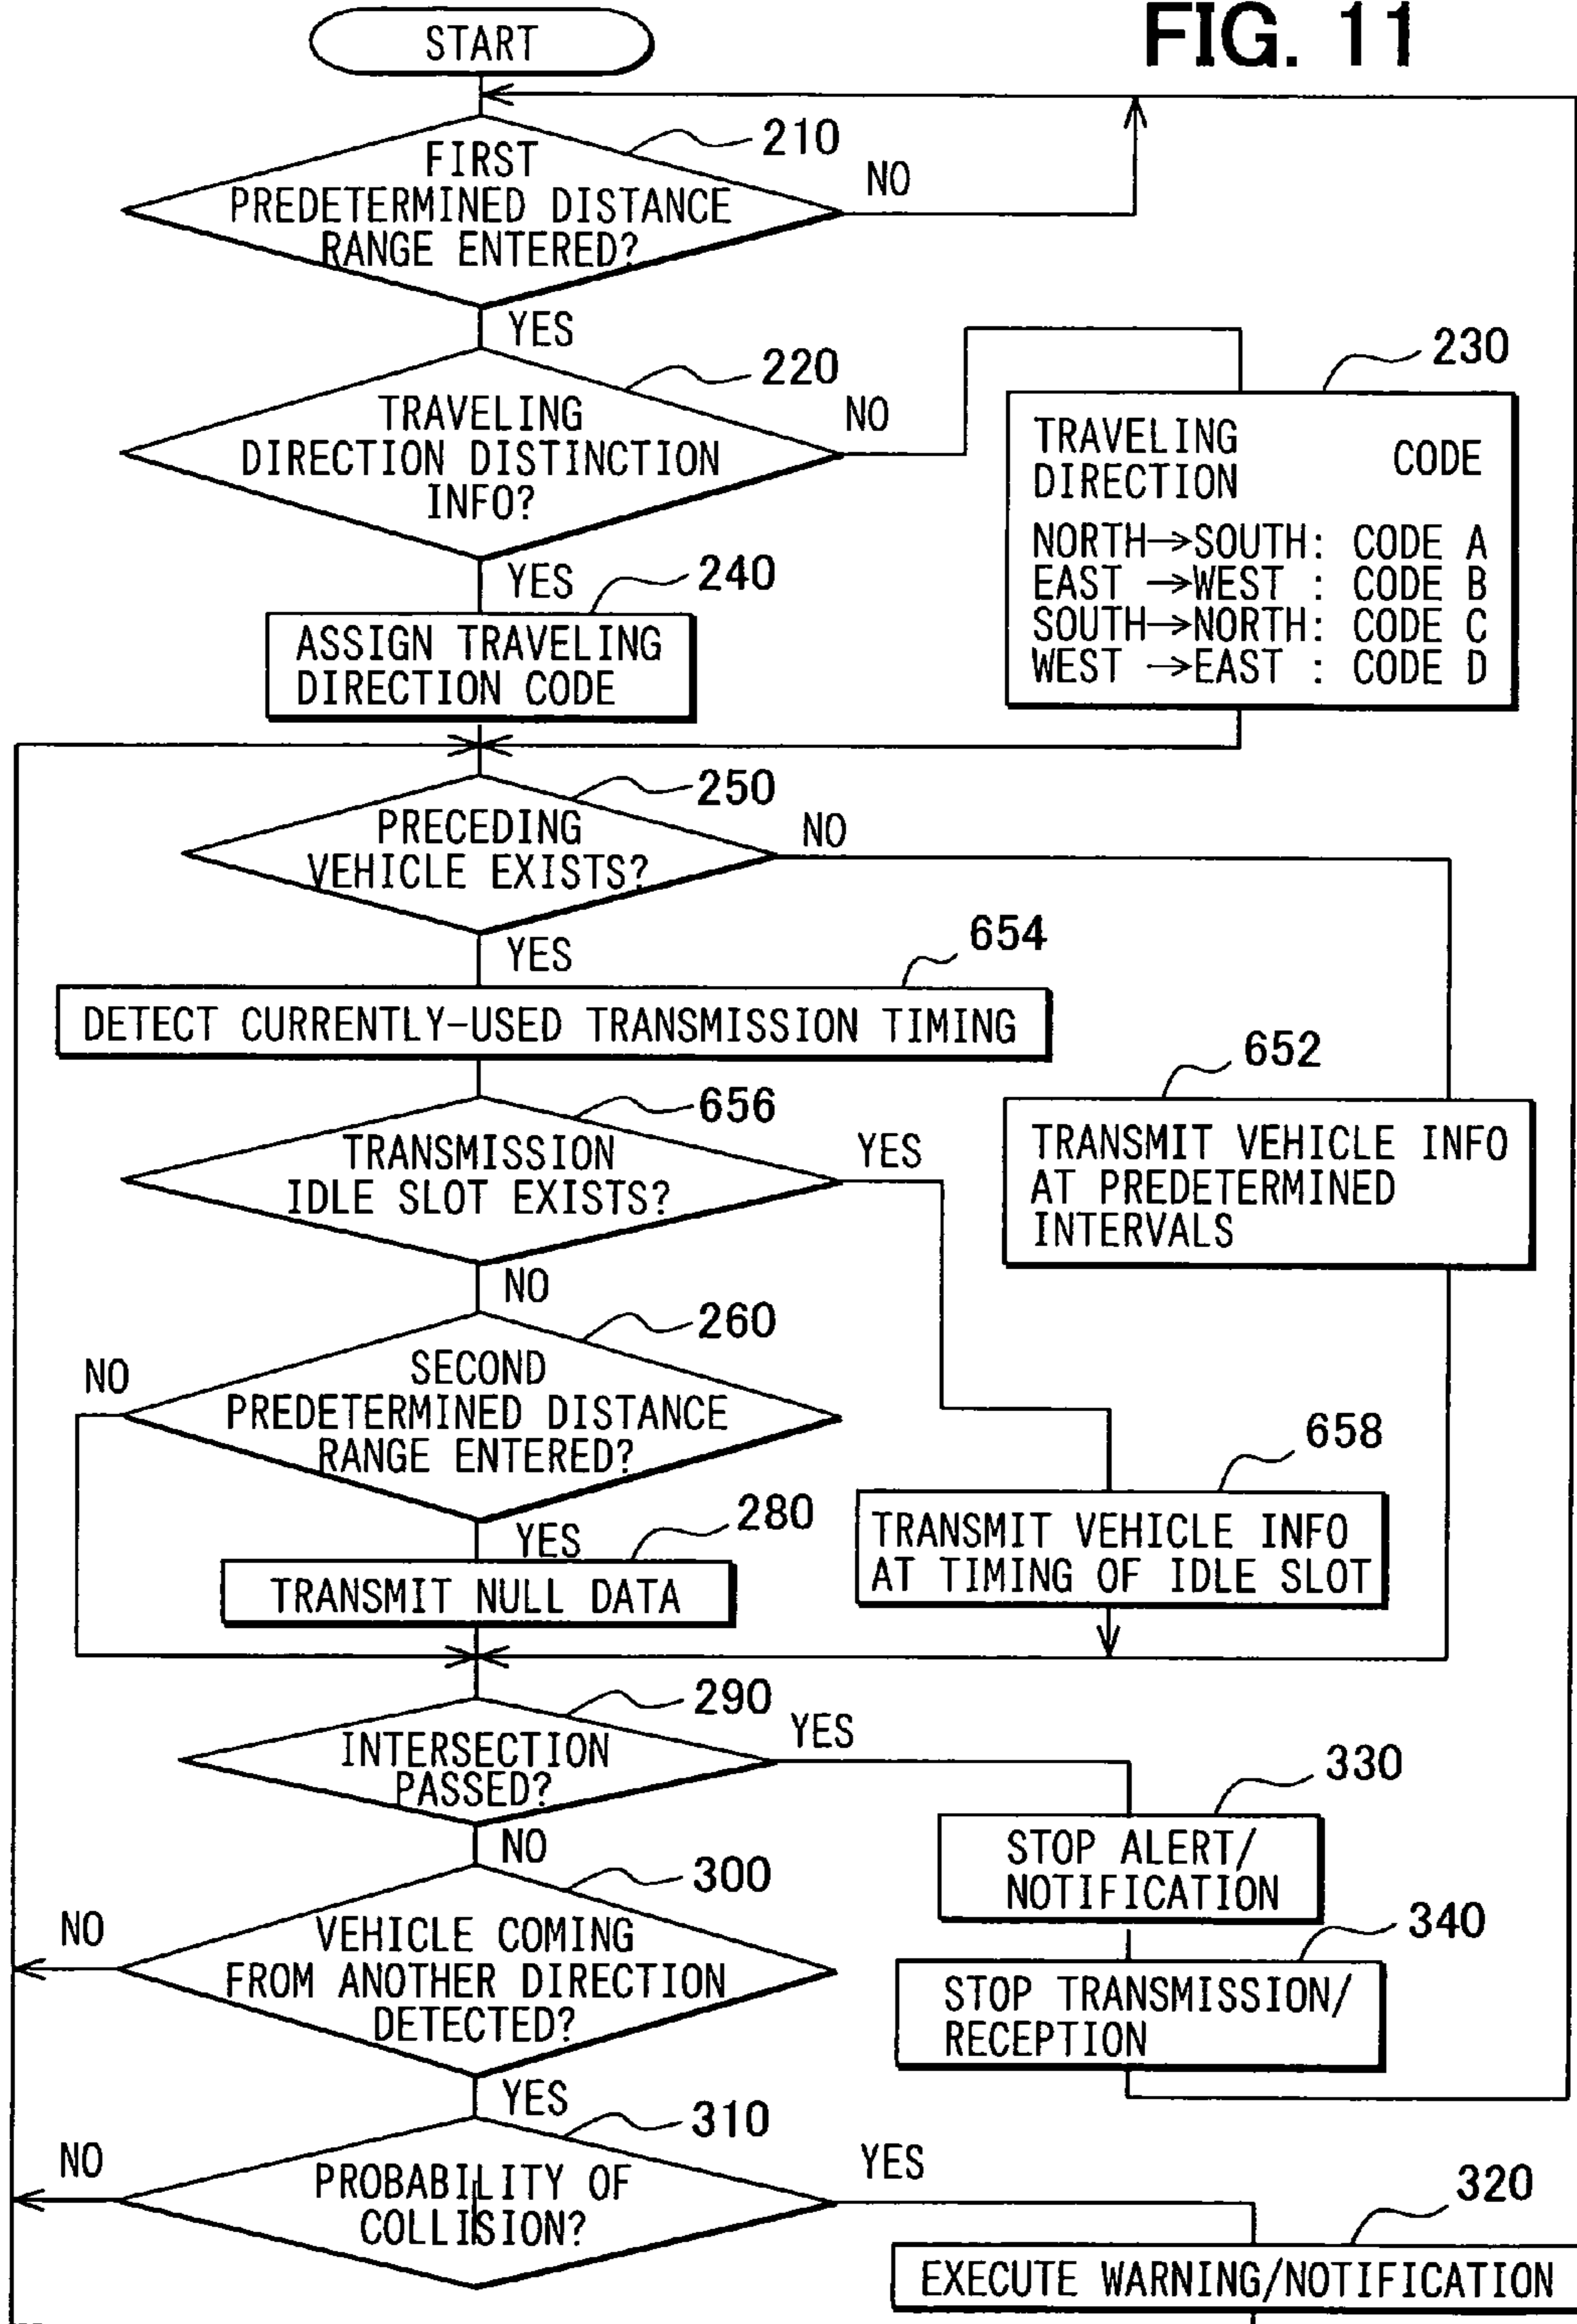 FIG. 11
START
210
FIRST
PREDETERMINED DISTANCE
RANGE ENTERED?
NO
YES
220
TRAVELING
DIRECTION DISTINCTION
INFO?
NO
YES
230
TRAVELING
DIRECTION CODE
NORTH→SOUTH: CODE A
EAST →WEST : CODE B
SOUTH→NORTH: CODE C
WEST →EAST : CODE D
240
ASSIGN TRAVELING
DIRECTION CODE
250
PRECEDING
VEHICLE EXISTS?
NO
YES
654
DETECT CURRENTLY-USED TRANSMISSION TIMING
652
TRANSMIT VEHICLE INFO
AT PREDETERMINED
INTERVALS
656
TRANSMISSION
IDLE SLOT EXISTS?
YES
NO
260
SECOND
PREDETERMINED DISTANCE
RANGE ENTERED?
NO
YES
658
TRANSMIT VEHICLE INFO
AT TIMING OF IDLE SLOT
280
TRANSMIT NULL DATA
290
INTERSECTION
PASSED?
YES
NO
330
STOP ALERT/
NOTIFICATION
340
STOP TRANSMISSION/
RECEPTION
300
VEHICLE COMING
FROM ANOTHER DIRECTION
DETECTED?
NO
YES
310
PROBABILITY OF
COLLISION?
NO
YES
320
EXECUTE WARNING/NOTIFICATION